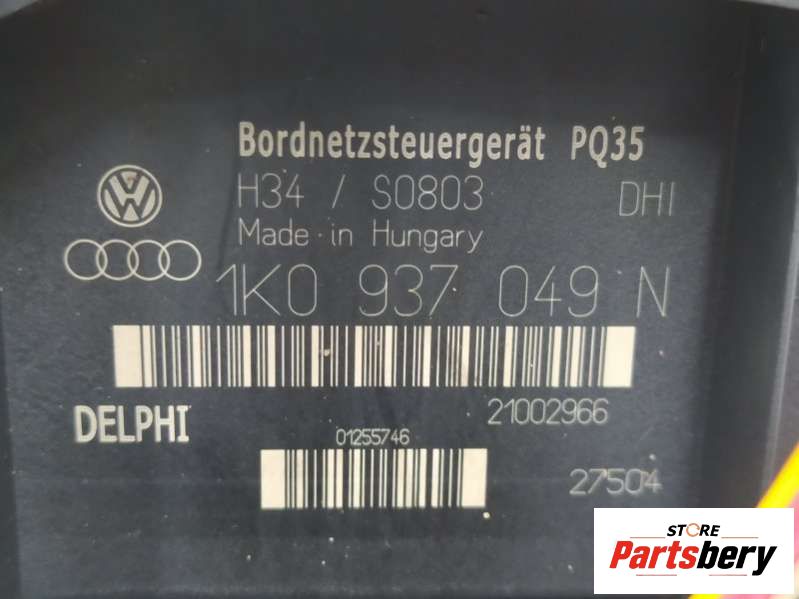 Bordnetzsteuergerät PQ35
H34 / S0803 DHI
Made in Hungary
1K0 937 049 N
DELPHI
21002966
01255746
27504
STORE
Partsbery